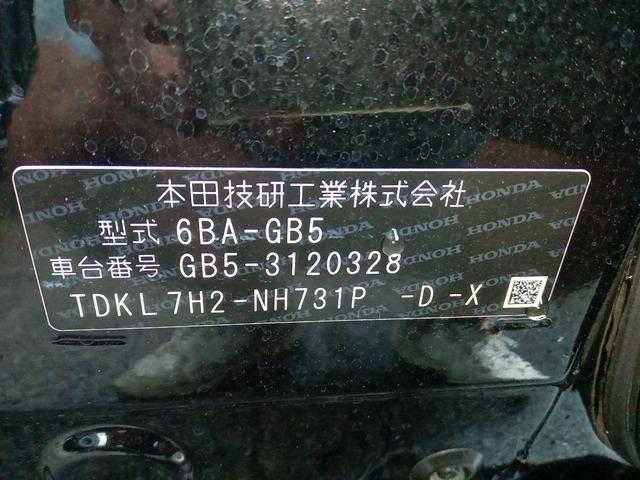 本田技研工業株式会社
型式 6BA-GB5
車台番号 GB5-3120328
TDKL7H2-NH731P -D -X